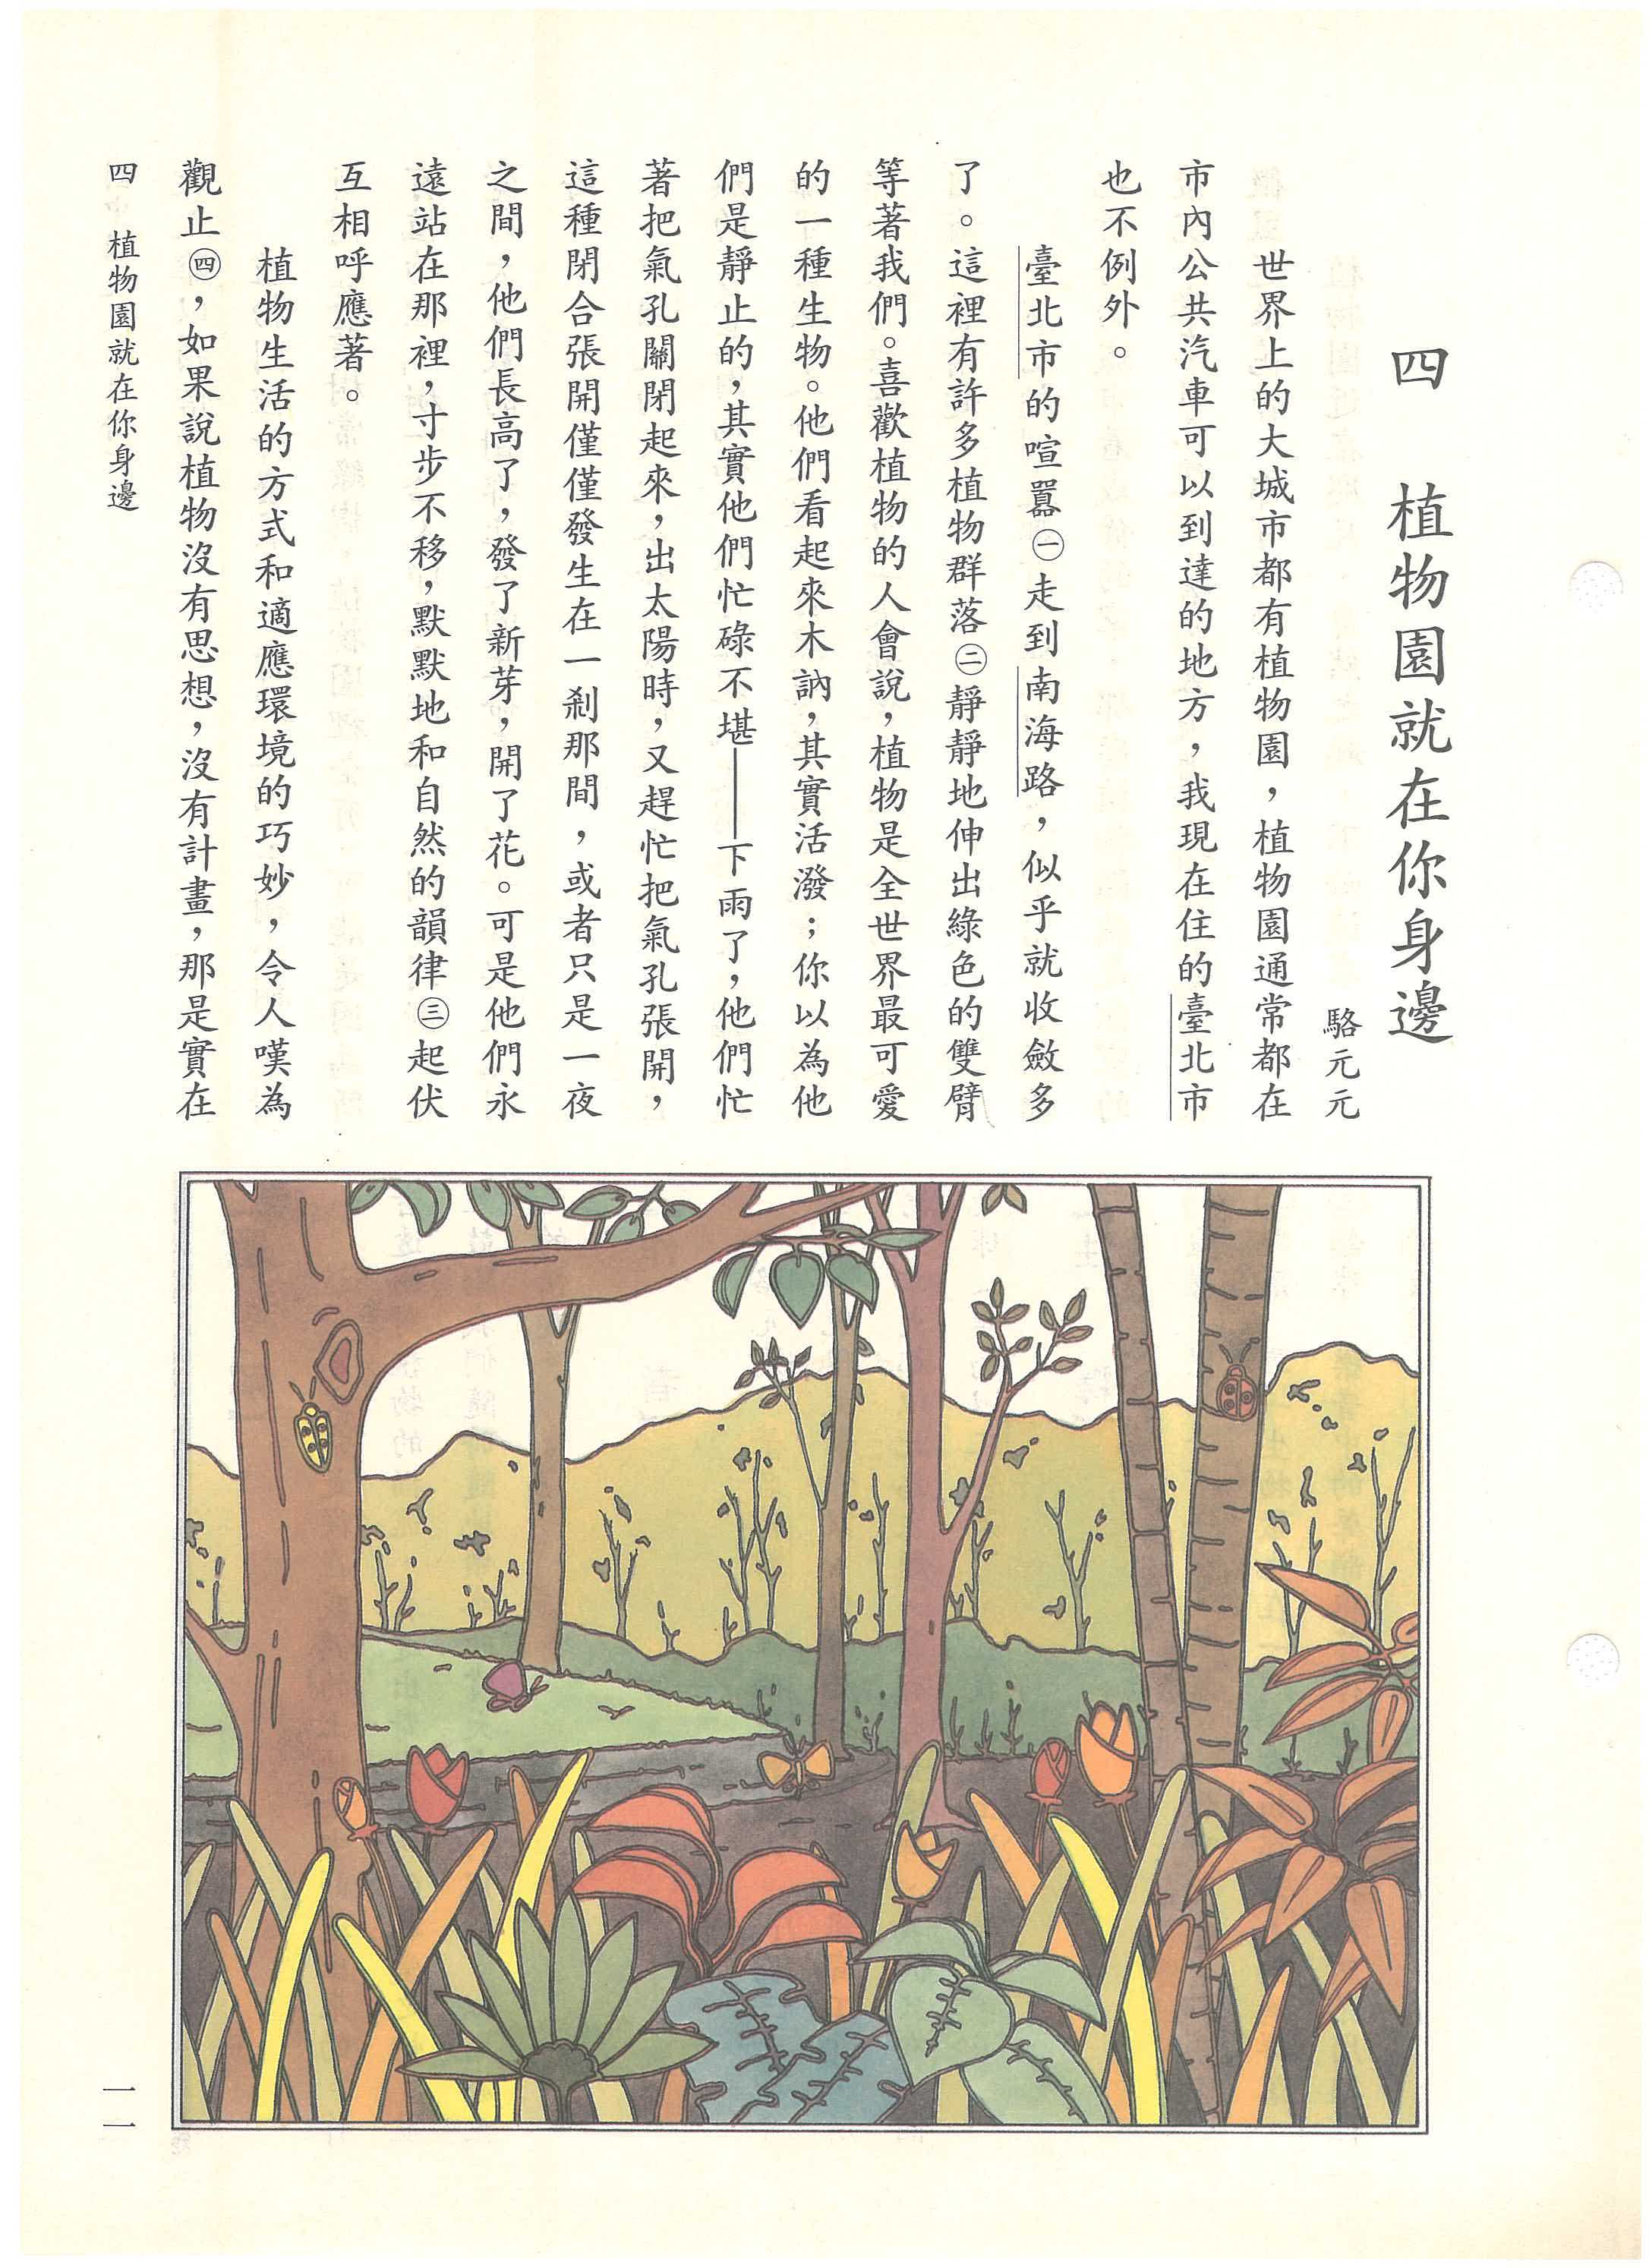 四　植物園就在你身邊
駱元元
世界上的大城市都有植物園，植物園通常都在
市內公共汽車可以到達的地方，我現在住的臺北市
也不例外。
臺北市的喧囂㊀走到南海路，似乎就收斂多
了。這裡有許多植物群落㊁靜靜地伸出綠色的雙臂
等著我們。喜歡植物的人會說，植物是全世界最可愛
的一種生物。他們看起來木訥，其實活潑；你以為他
們是靜止的，其實他們忙碌不堪——下雨了，他們忙
著把氣孔關閉起來，出太陽時，又趕忙把氣孔張開，
這種閉合張開僅僅發生在一剎那間，或者只是一夜
之間，他們長高了，發了新芽，開了花。可是他們永
遠站在那裡，寸步不移，默默地和自然的韻律㊂起伏
互相呼應著。
植物生活的方式和適應環境的巧妙，令人嘆為
觀止㊃，如果說植物沒有思想，沒有計畫，那是實在
四　植物園就在你身邊
一一